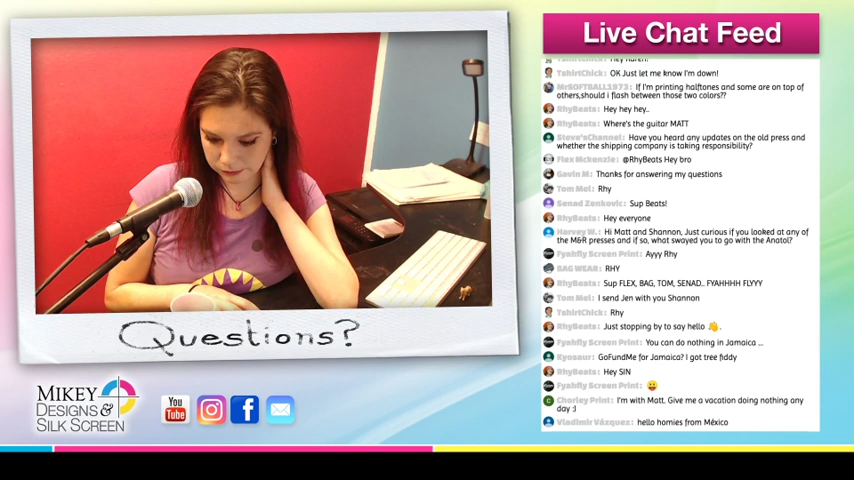 Live Chat Feed
TshirtChick: Hey Karen!
TshirtChick: OK Just let me know I'm down!
MrSOFTBALL1973: If I'm printing halftones and some are on top of
others,should i flash between those two colors??
RhyBeats: Hey hey hey..
RhyBeats: Where's the guitar MATT
Steve'sChannel: Have you heard any updates on the old press and
whether the shipping company is taking responsibility?
Flex Mckenzie: @RhyBeats Hey bro
Gavin M: Thanks for answering my questions
Tom Mel: Rhy
Senad Zenkovic: Sup Beats!
RhyBeats: Hey everyone
Harvey W.: Hi Matt and Shannon, Just curious if you looked at any of
the M&R presses and if so, what swayed you to go with the Anatol?
Fyahfly Screen Print: Ayyy Rhy
BAG WEAR: RHY
RhyBeats: Sup FLEX, BAG, TOM, SENAD.. FYAHHHH FLYYY
Tom Mel: I send Jen with you Shannon
TshirtChick: Rhy
RhyBeats: Just stopping by to say hello 👋.
Fyahfly Screen Print: You can do nothing in Jamaica ...
Kyosaur: GoFundMe for Jamaica? I got tree fiddy
RhyBeats: Hey SIN
Fyahfly Screen Print: 😛
Chorley Print: I'm with Matt. Give me a vacation doing nothing any
day :)
Vladimir Vázquez: hello homies from México
Questions?
MIKEY
DESIGNS &
SILK SCREEN
You
Tube